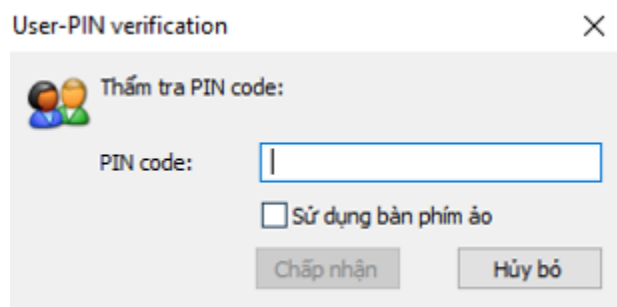 User-PIN verification
Thẩm tra PIN code:
PIN code:
Sử dụng bàn phím ảo
Chấp nhận
Hủy bỏ